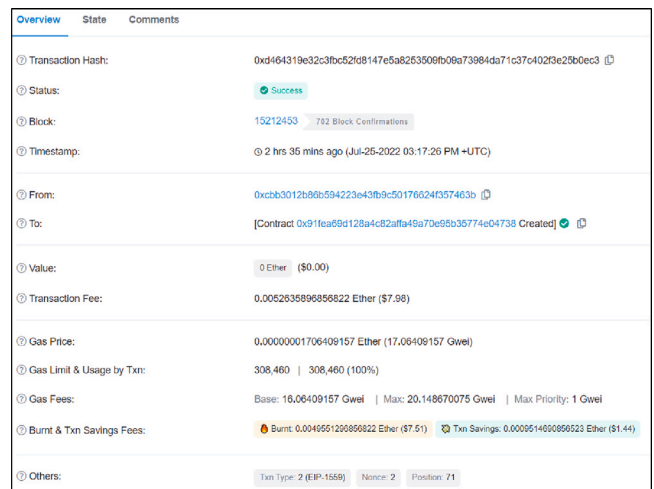 Overview State Comments
Transaction Hash: 0xd464319e32c3fbc52fd8147e5a8253509fb09a73984da71c37c402f3e25b0ec3
Status: Success
Block: 15212453 702 Block Confirmations
Timestamp: 2 hrs 35 mins ago (Jul-25-2022 03:17:26 PM +UTC)
From: 0xcbb3012b86b594223e43fb9c50176624f357463b
To: [Contract 0x91fea69d128a4c82affa49a70e95b35774e04738 Created]
Value: 0 Ether ($0.00)
Transaction Fee: 0.0052635896856822 Ether ($7.98)
Gas Price: 0.00000001706409157 Ether (17.06409157 Gwei)
Gas Limit & Usage by Txn: 308,460 | 308,460 (100%)
Gas Fees: Base: 16.06409157 Gwei | Max: 20.148670075 Gwei | Max Priority: 1 Gwei
Burnt & Txn Savings Fees: Burnt: 0.0049551296856822 Ether ($7.51) Txn Savings: 0.0009514690856523 Ether ($1.44)
Others: Txn Type: 2 (EIP-1559) Nonce: 2 Position: 71